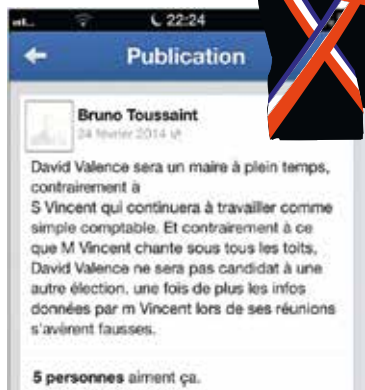 22:24
Publication
Bruno Toussaint
24 février 2014
David Valence sera un maire à plein temps,
contrairement à
S Vincent qui continuera à travailler comme
simple comptable. Et contrairement à ce
que M Vincent chante sous tous les toits,
David Valence ne sera pas candidat à une
autre élection, une fois de plus les infos
données par m Vincent lors de ses réunions
s'avèrent fausses.
5 personnes aiment ça.